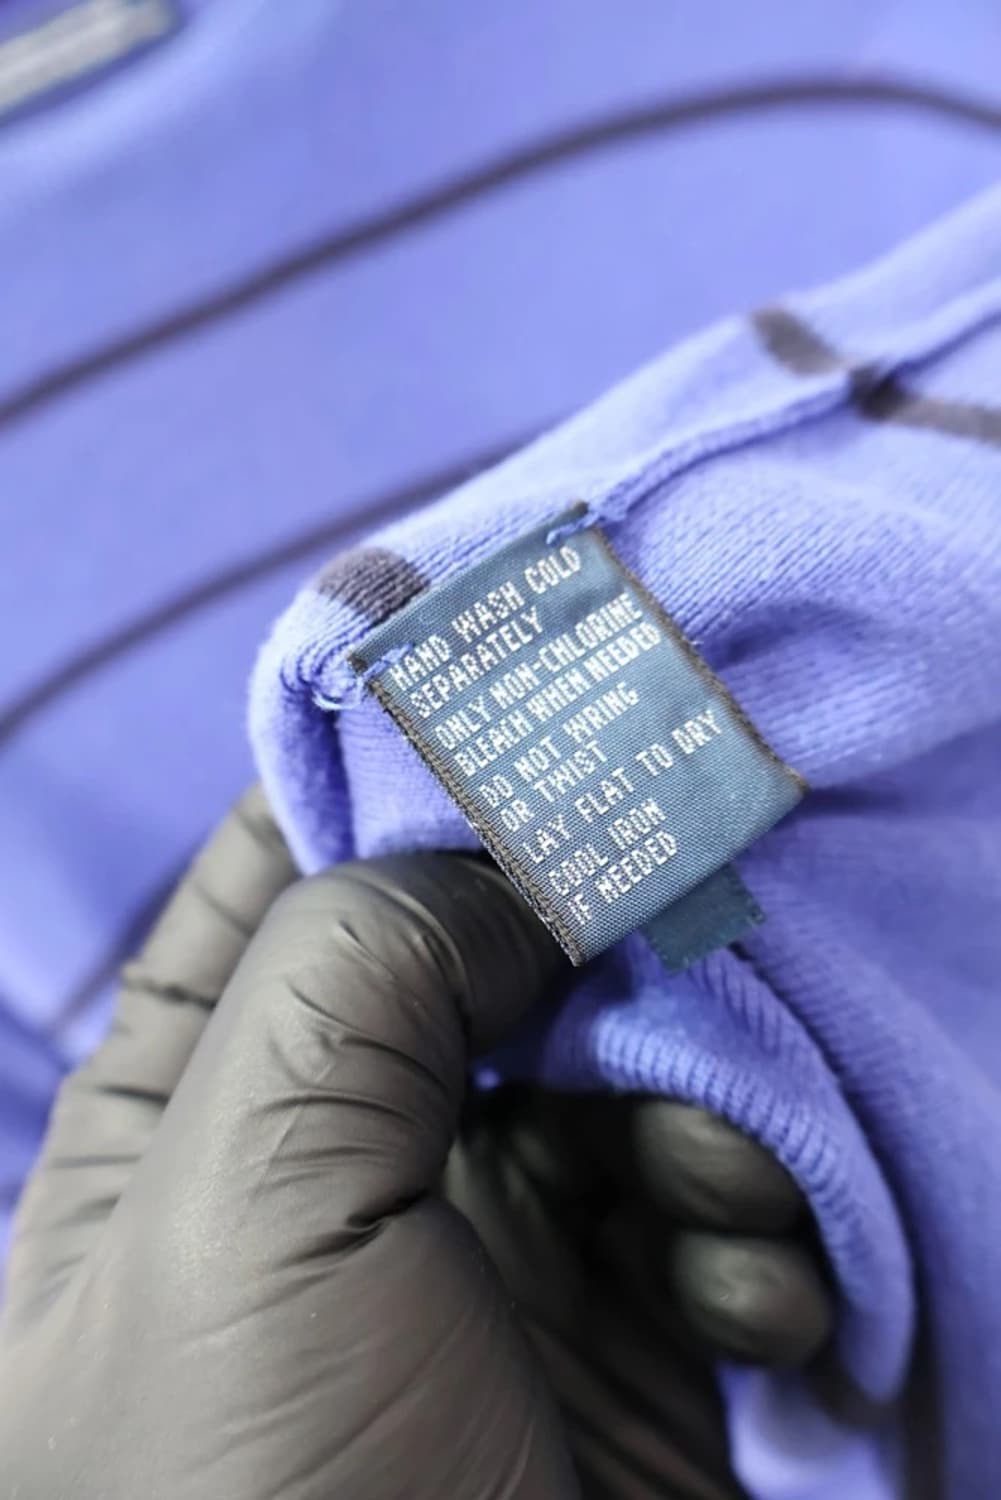 HAND WASH COLD
SEPARATELY
ONLY NON-CHLORINE
BLEACH WHEN NEEDED
DO NOT WRING
OR TWIST
LAY FLAT TO DRY
COOL IRON
IF NEEDED